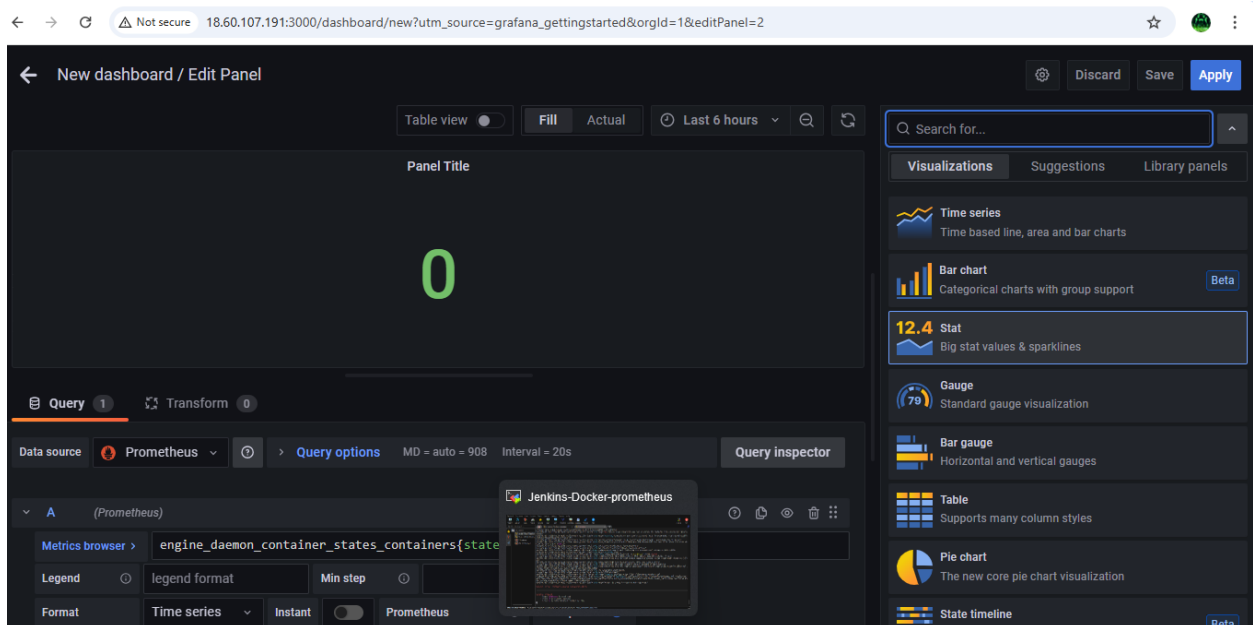 Not secure 18.60.107.191:3000/dashboard/new?utm_source=grafana_gettingstarted&orgId=1&editPanel=2
New dashboard / Edit Panel
Discard Save Apply
Table view Fill Actual Last 6 hours
Search for...
Panel Title
Visualizations Suggestions Library panels
0
Time series
Time based line, area and bar charts
Bar chart
Categorical charts with group support
Beta
12.4 Stat
Big stat values & sparklines
Gauge
79 Standard gauge visualization
Bar gauge
Horizontal and vertical gauges
Table
Supports many column styles
Pie chart
The new core pie chart visualization
State timeline
Beta
Query 1 Transform 0
Data source Prometheus Query options MD = auto = 908 Interval = 20s Query inspector
Jenkins-Docker-prometheus
A (Prometheus)
Metrics browser > engine_daemon_container_states_containers{state
Legend legend format Min step
Format Time series Instant Prometheus